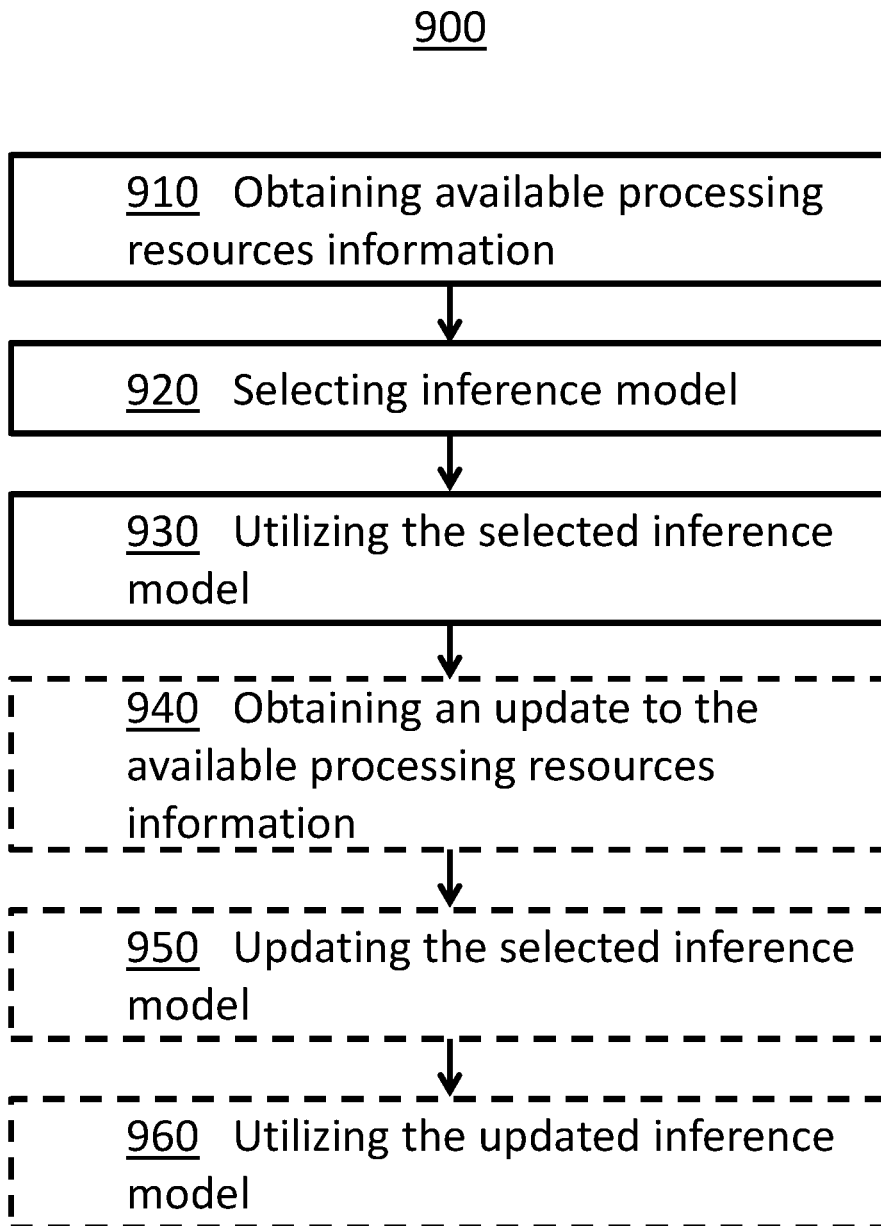 900
910 Obtaining available processing
resources information
920 Selecting inference model
930 Utilizing the selected inference
model
940 Obtaining an update to the
available processing resources
information
950 Updating the selected inference
model
960 Utilizing the updated inference
model